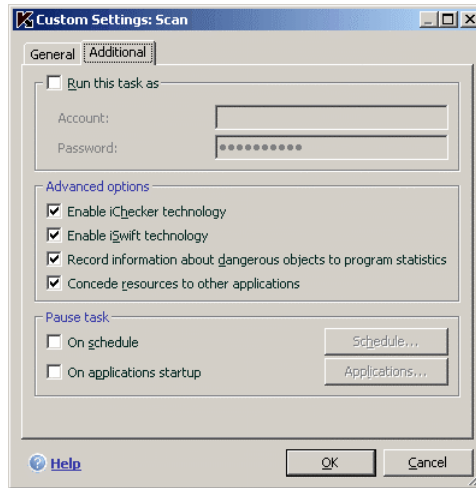 Custom Settings: Scan
General Additional
Run this task as
Account:
Password: ••••••••••
Advanced options
Enable iChecker technology
Enable iSwift technology
Record information about dangerous objects to program statistics
Concede resources to other applications
Pause task
On schedule Schedule...
On applications startup Applications...
Help OK Cancel